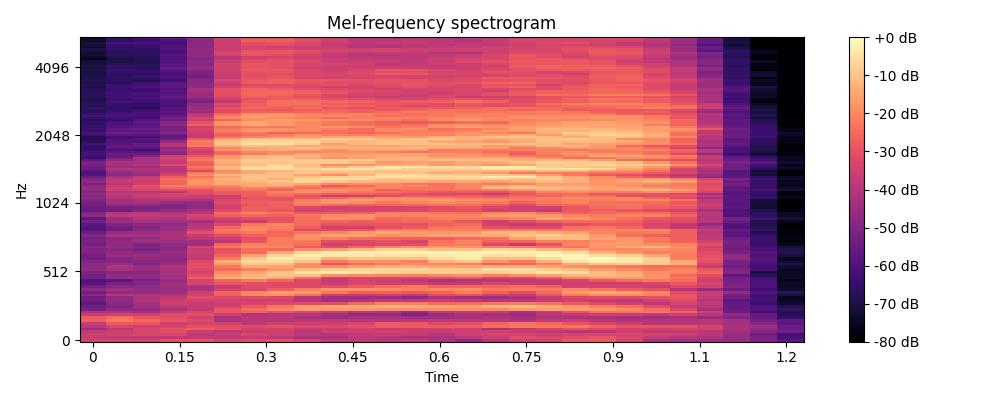 Mel-frequency spectrogram
Hz
4096
2048
1024
512
0
0 0.15 0.3 0.45 0.6 0.75 0.9 1.1 1.2
Time
+0 dB
-10 dB
-20 dB
-30 dB
-40 dB
-50 dB
-60 dB
-70 dB
-80 dB